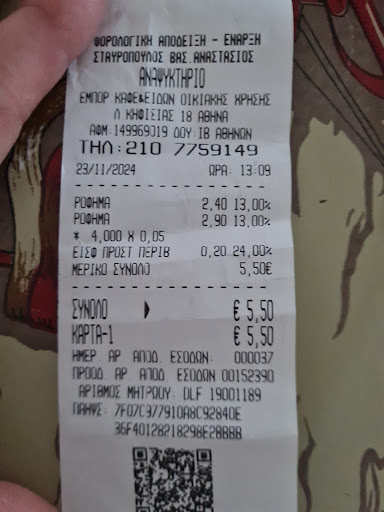 ΦΟΡΟΛΟΓΙΚΗ ΑΠΟΔΕΙΞΗ - ΕΝΑΡΞΗ
ΣΤΑΥΡΟΠΟΥΛΟΣ ΒΑΣ.ΑΝΑΣΤΑΣΙΟΣ
ΑΝΑΨΥΚΤΗΡΙΟ
ΕΜΠΟΡ ΚΑΦΕ&ΕΙΔΩΝ ΟΙΚΙΑΚΗΣ ΧΡΗΣΗΣ
Λ.ΚΗΦΙΣΙΑΣ 18 ΑΘΗΝΑ
ΑΦΜ:149969319 ΔΟΥ:ΙΒ ΑΘΗΝΩΝ
ΤΗΛ:210 7759149
23/11/2024 ΩΡΑ: 13:09
ΡΟΦΗΜΑ 2,40 13,00%
ΡΟΦΗΜΑ 2,90 13,00%
* 4,000 X 0,05
ΕΙΣΦ ΠΡΟΣΤ ΠΕΡΙΒ 0,20 24,00%
ΜΕΡΙΚΟ ΣΥΝΟΛΟ 5,50€
ΣΥΝΟΛΟ € 5,50
ΚΑΡΤΑ-1 € 5,50
ΗΜΕΡ. ΑΡ. ΑΠΟΔ. ΕΣΟΔΩΝ: 000037
ΠΡΟΟΔ. ΑΡ ΑΠΟΔ. ΕΣΟΔΩΝ 00152390
ΑΡΙΘΜΟΣ ΜΗΤΡΩΟΥ: DLF 19001189
ΠΑΗΨΣ: 7F07C977910A8C92840E
36F40128218298E2BBBB